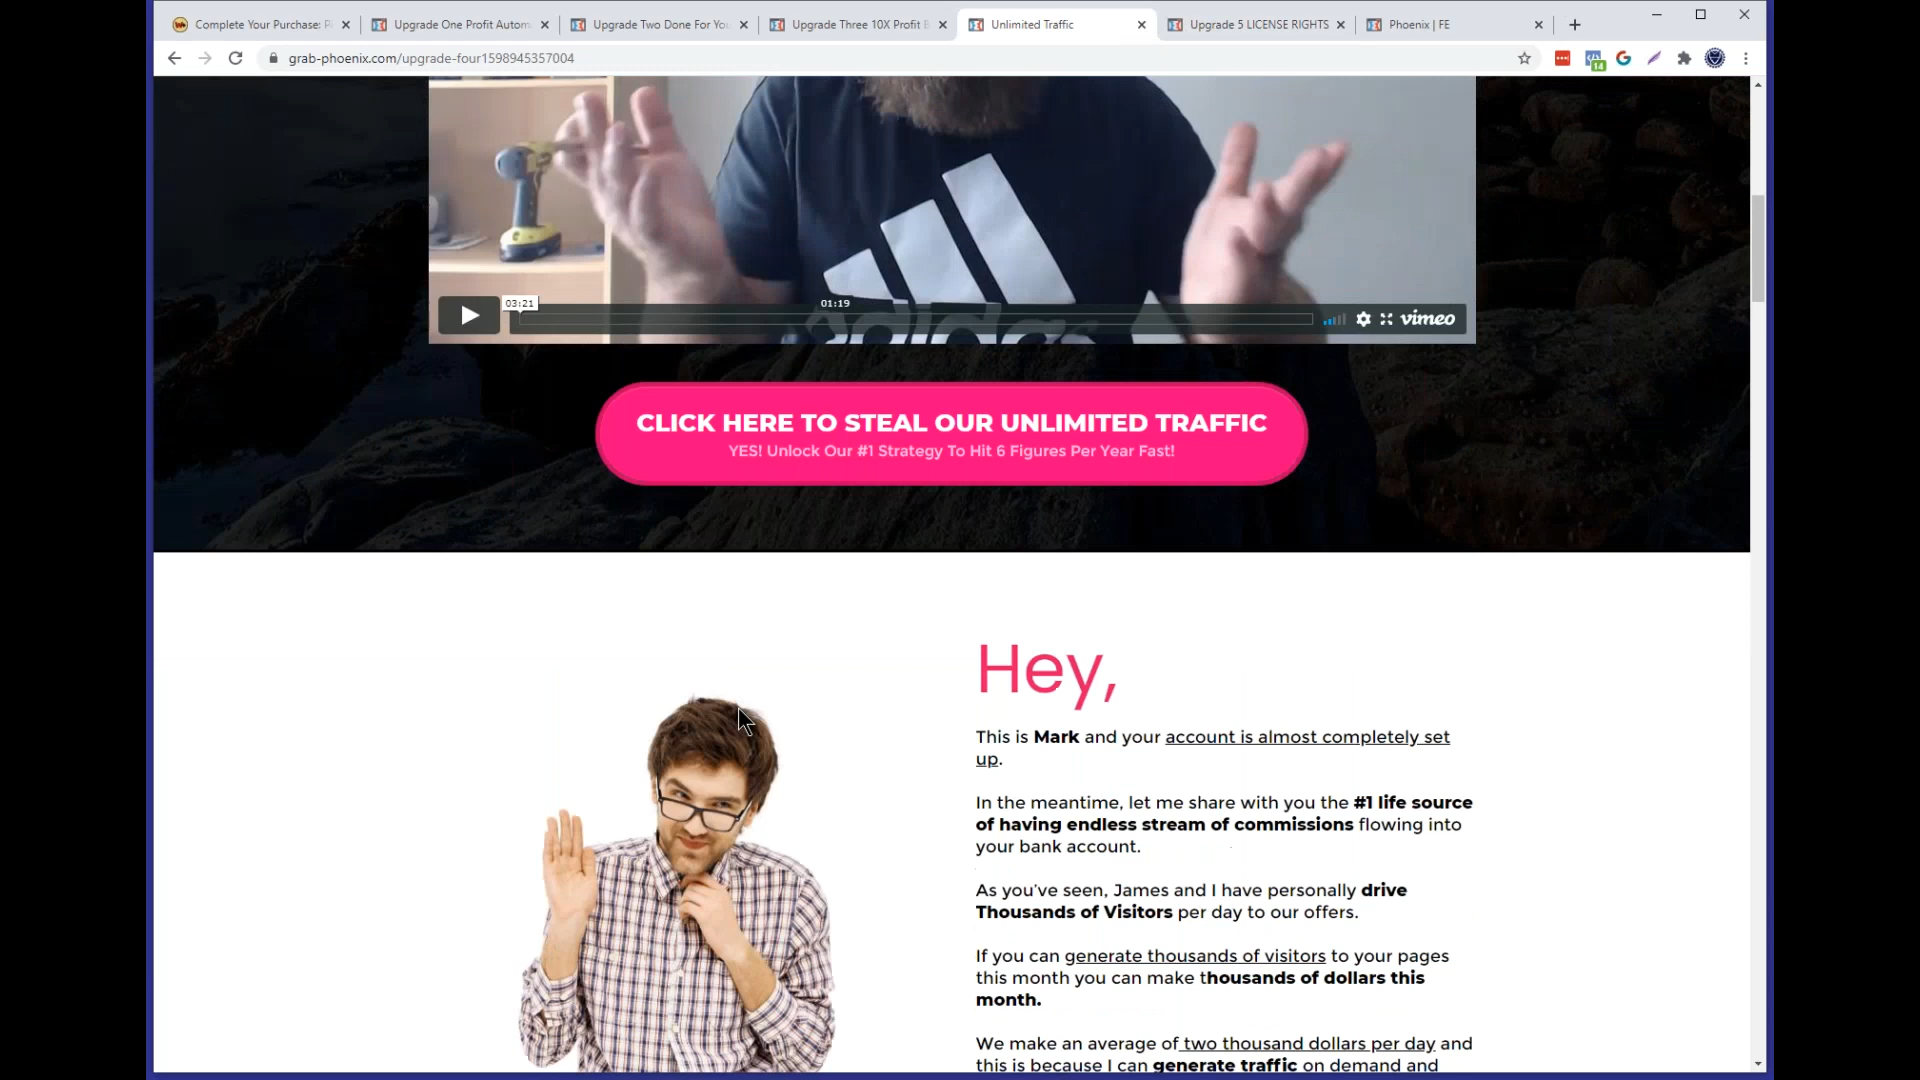 Complete Your Purchase: P
Upgrade One Profit Autom
Upgrade Two Done For You
Upgrade Three 10X Profit B
Unlimited Traffic
Upgrade 5 LICENSE RIGHTS
Phoenix | FE
grab-phoenix.com/upgrade-four1598945357004
14
03:21
01:19
adidas
vimeo
CLICK HERE TO STEAL OUR UNLIMITED TRAFFIC
YES! Unlock Our #1 Strategy To Hit 6 Figures Per Year Fast!
Hey,
This is Mark and your account is almost completely set
up.
In the meantime, let me share with you the #1 life source
of having endless stream of commissions flowing into
your bank account.
As you've seen, James and I have personally drive
Thousands of Visitors per day to our offers.
If you can generate thousands of visitors to your pages
this month you can make thousands of dollars this
month.
We make an average of two thousand dollars per day and
this is because I can generate traffic on demand and